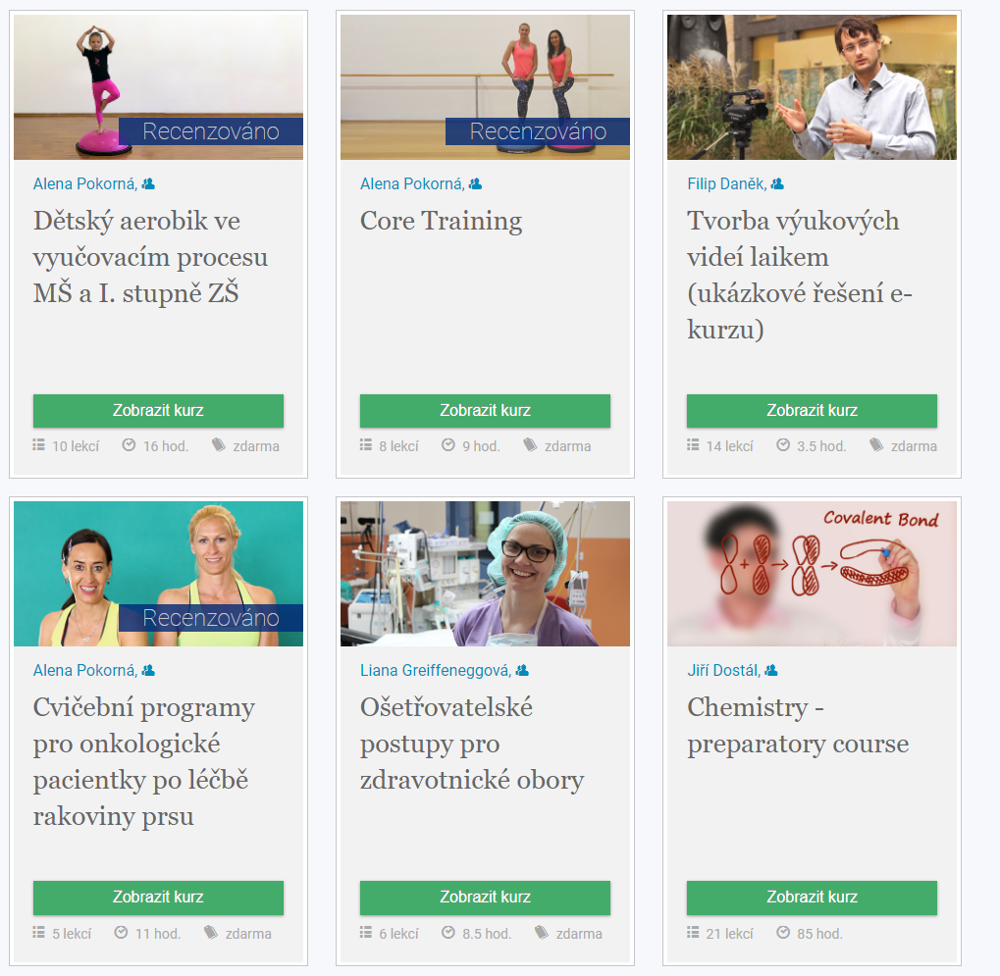 Recenzováno
Alena Pokorná,
Dětský aerobik ve
vyučovacím procesu
MŠ a I. stupně ZŠ
Zobrazit kurz
10 lekcí 16 hod. zdarma
Recenzováno
Alena Pokorná,
Core Training
Zobrazit kurz
8 lekcí 9 hod. zdarma
Filip Daněk,
Tvorba výukových
videí laikem
(ukázkové řešení e-
kurzu)
Zobrazit kurz
14 lekcí 3.5 hod. zdarma
Recenzováno
Alena Pokorná,
Cvičební programy
pro onkologické
pacientky po léčbě
rakoviny prsu
Zobrazit kurz
5 lekcí 11 hod. zdarma
Liana Greiffeneggová,
Ošetřovatelské
postupy pro
zdravotnické obory
Zobrazit kurz
6 lekcí 8.5 hod. zdarma
Covalent Bond
Jiří Dostál,
Chemistry -
preparatory course
Zobrazit kurz
21 lekcí 85 hod.